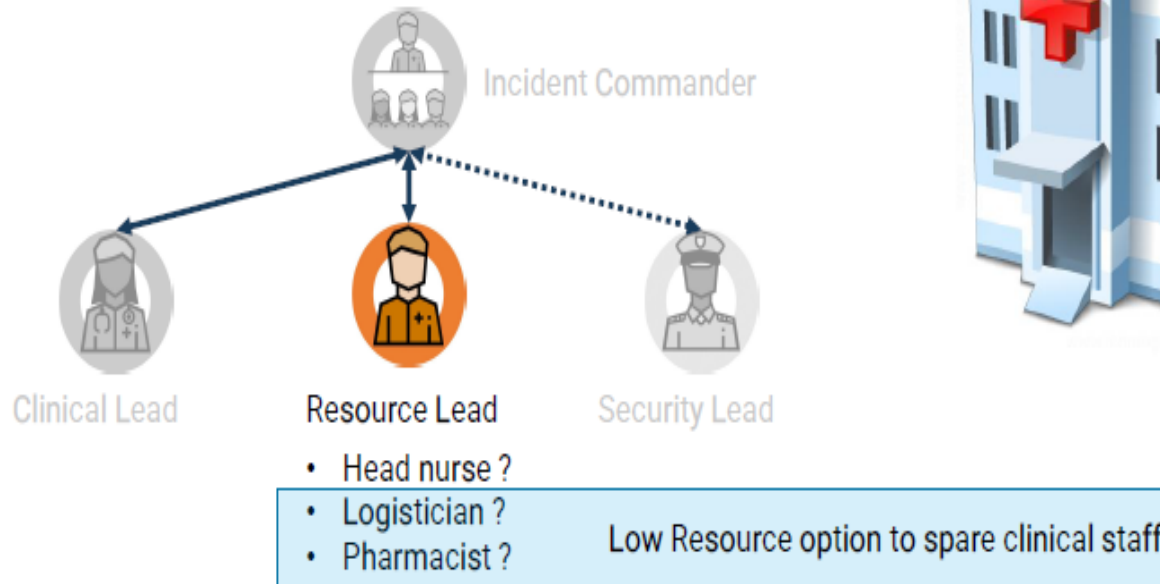 Incident Commander
Clinical Lead
Resource Lead
Security Lead
• Head nurse ?
• Logistician ?
• Pharmacist ?
Low Resource option to spare clinical staff